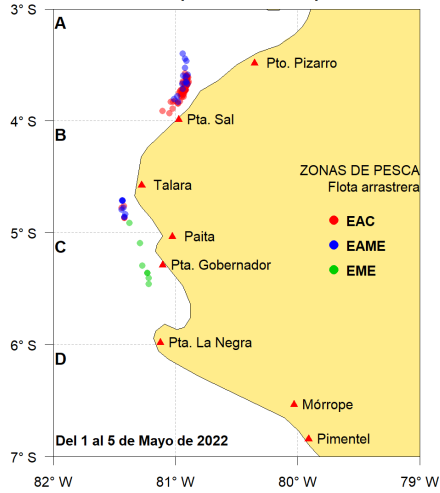 3° S
A
Pto. Pizarro
4° S
Pta. Sal
B
ZONAS DE PESCA
Flota arrastrera
Talara
EAC
5° S
Paita
EAME
C
Pta. Gobernador
EME
6° S
Pta. La Negra
D
Mórrope
Del 1 al 5 de Mayo de 2022
Pimentel
7° S
82° W 81° W 80° W 79° W